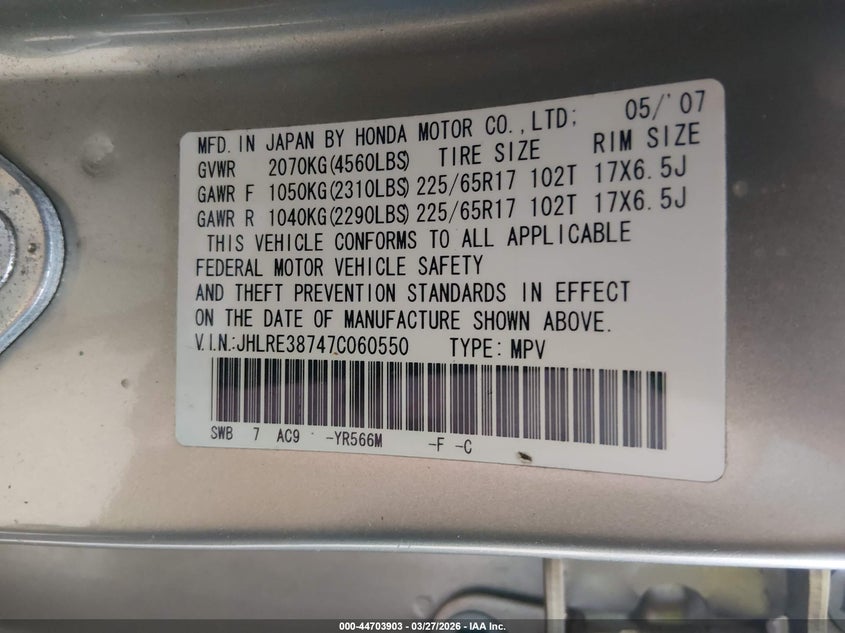 MFD. IN JAPAN BY HONDA MOTOR CO., LTD: 05/'07
GVWR 2070KG(4560LBS) TIRE SIZE RIM SIZE
GAWR F 1050KG(2310LBS) 225/65R17 102T 17X6.5J
GAWR R 1040KG(2290LBS) 225/65R17 102T 17X6.5J
THIS VEHICLE CONFORMS TO ALL APPLICABLE
FEDERAL MOTOR VEHICLE SAFETY
AND THEFT PREVENTION STANDARDS IN EFFECT
ON THE DATE OF MANUFACTURE SHOWN ABOVE.
V.I.N.:JHLRE38747C060550 TYPE: MPV
SWB 7 AC9 -YR566M -F -C
000-44703903 - 03/27/2026 - IAA Inc.